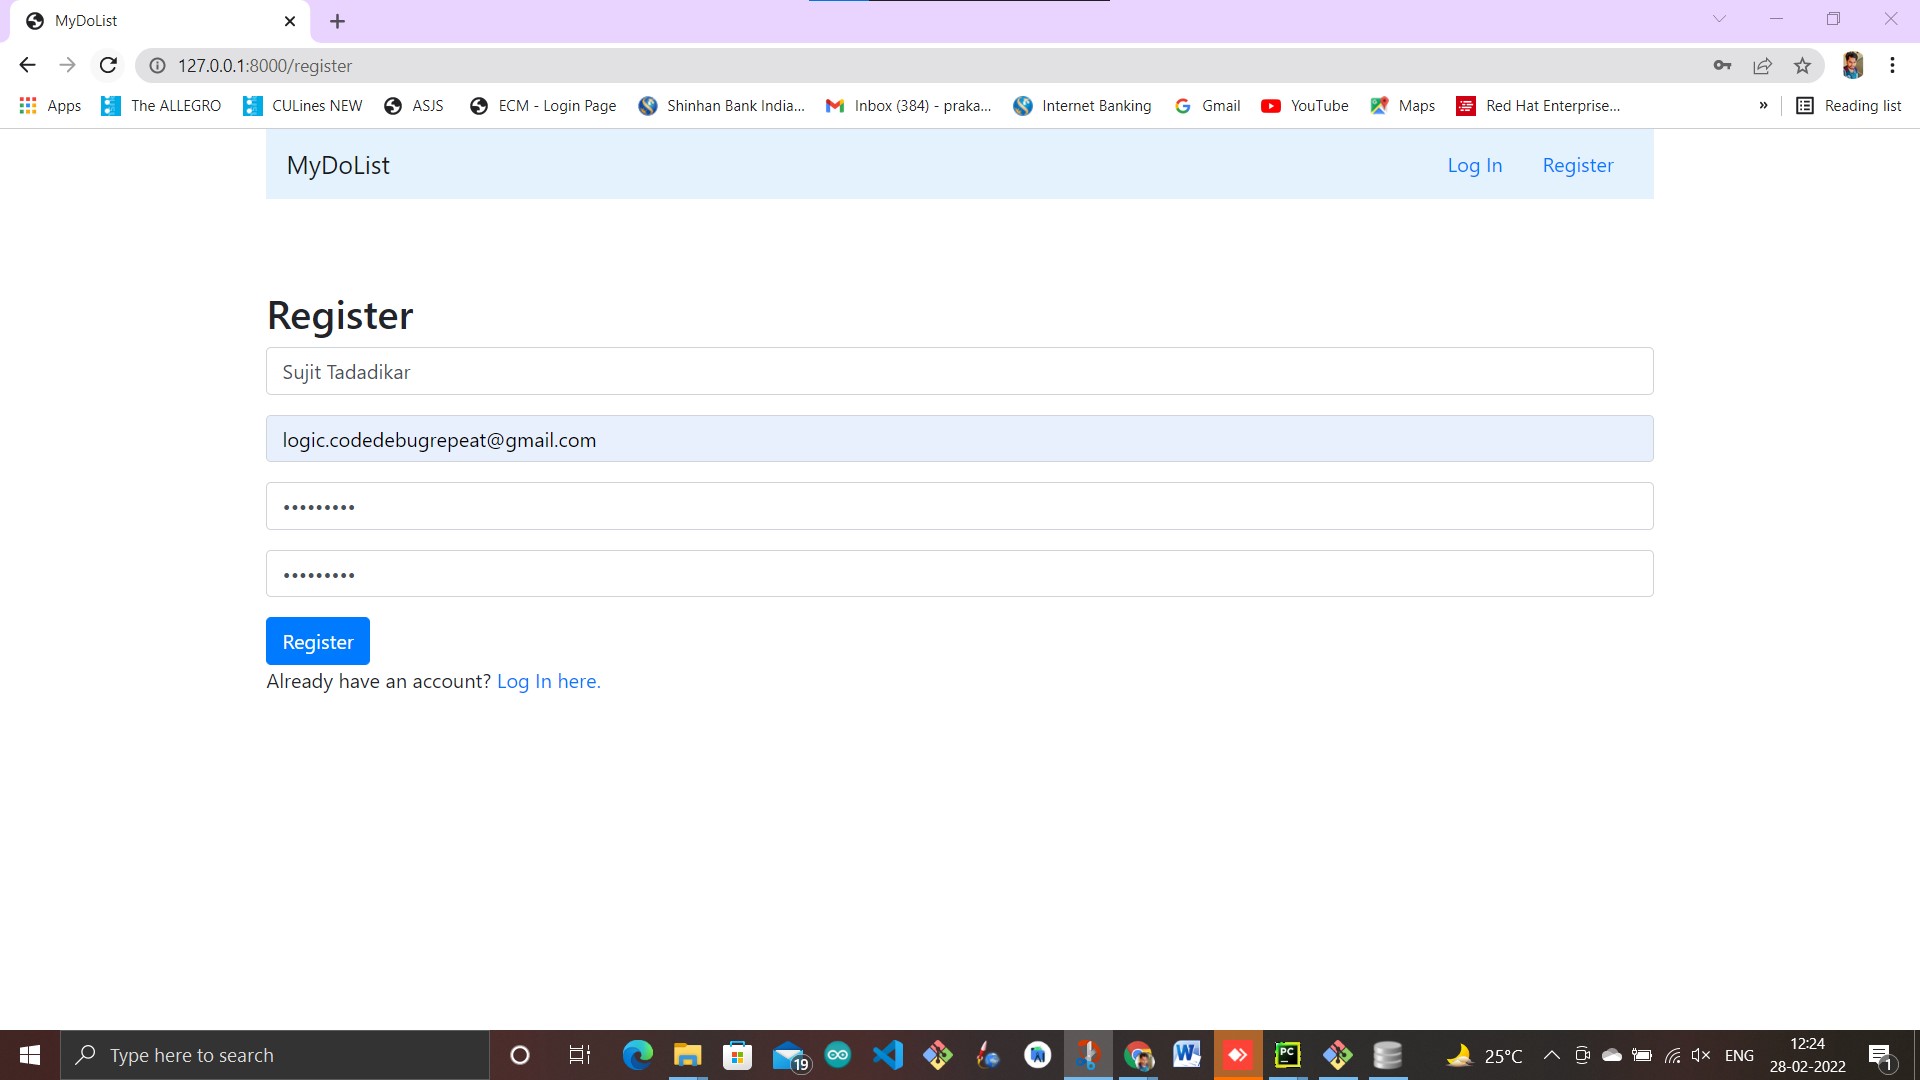 MyDoList
127.0.0.1:8000/register
Apps The ALLEGRO CULines NEW ASJS ECM - Login Page Shinhan Bank India... Inbox (384) - praka... Internet Banking Gmail YouTube Maps Red Hat Enterprise... » Reading list
MyDoList Log In Register
Register
Sujit Tadadikar
logic.codedebugrepeat@gmail.com
•••••••••
•••••••••
Register
Already have an account? Log In here.
Type here to search 19 PC 25°C ENG 12:24
28-02-2022 1